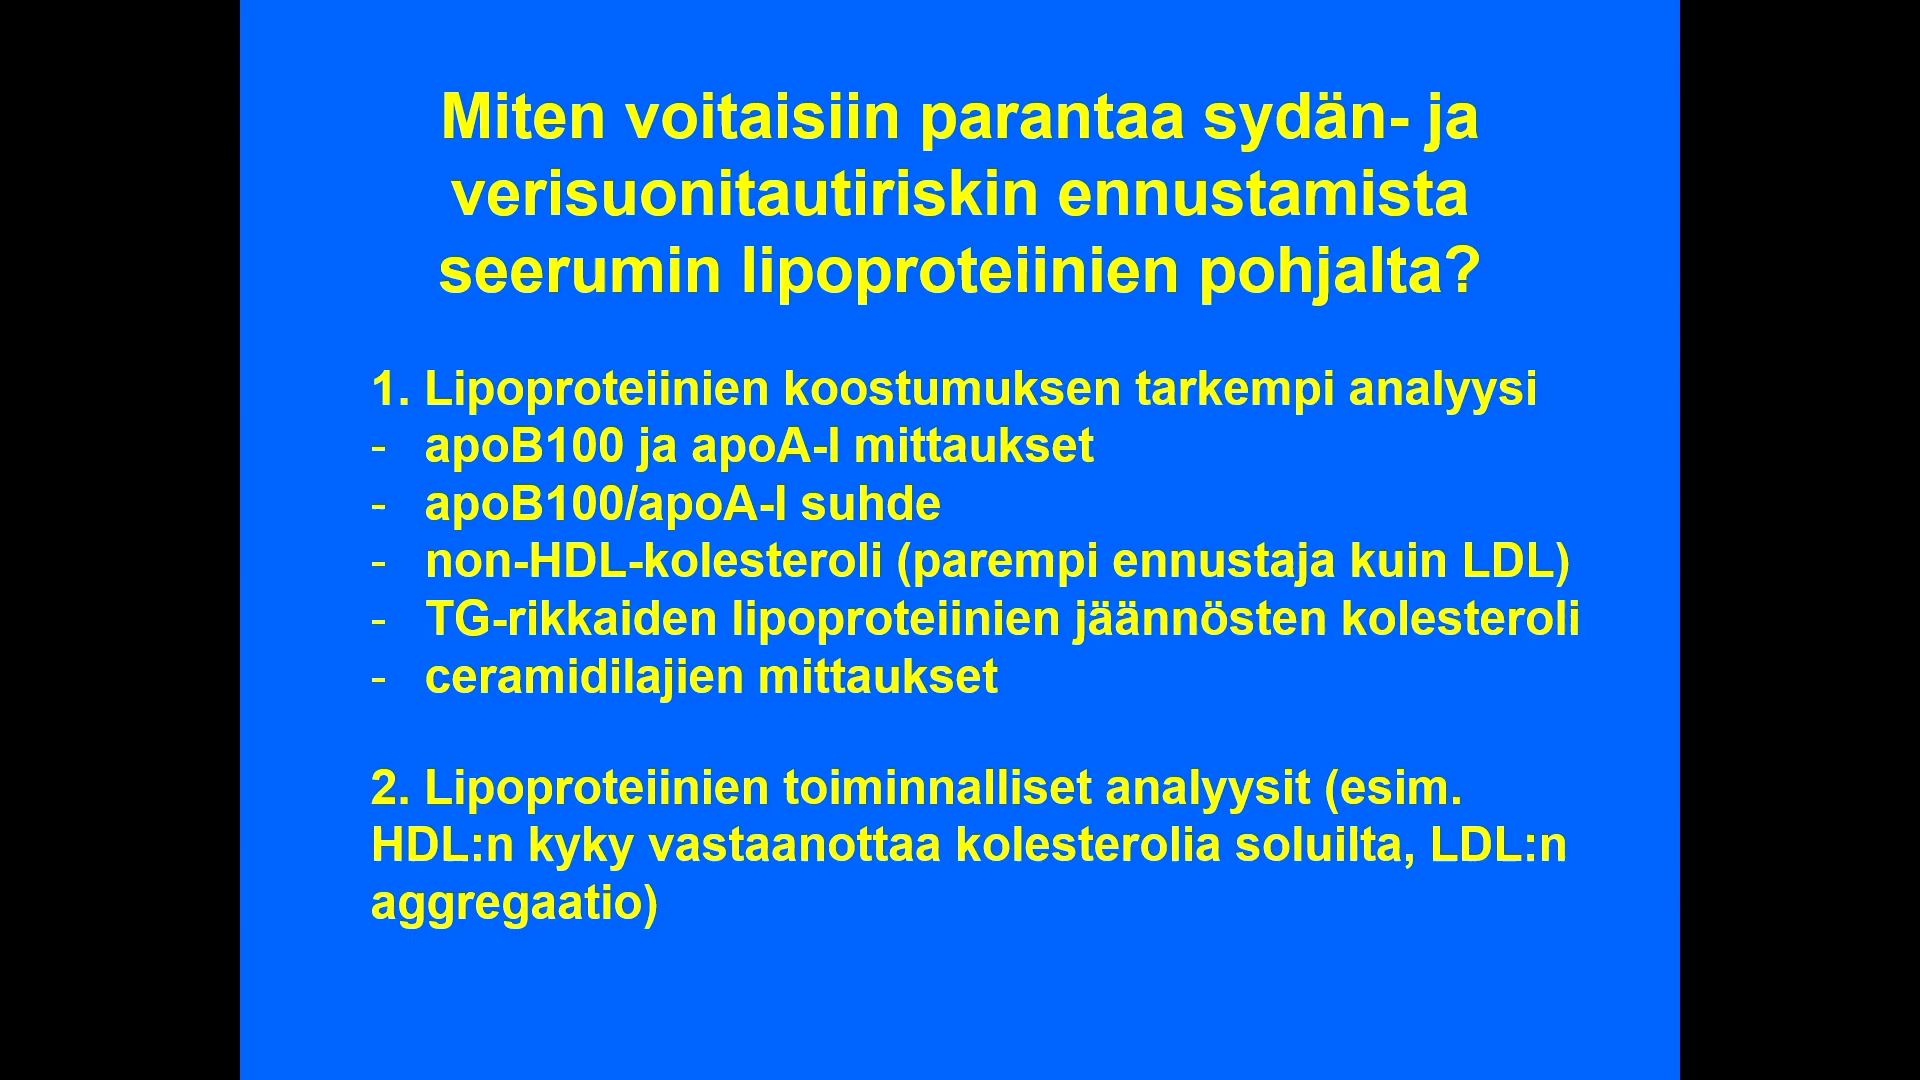 Miten voitaisiin parantaa sydän- ja
verisuonitautiriskin ennustamista
seerumin lipoproteiinien pohjalta?
1. Lipoproteiinien koostumuksen tarkempi analyysi
- apoB100 ja apoA-I mittaukset
- apoB100/apoA-I suhde
- non-HDL-kolesteroli (parempi ennustaja kuin LDL)
- TG-rikkaiden lipoproteiinien jäännösten kolesteroli
- ceramidilajien mittaukset
2. Lipoproteiinien toiminnalliset analyysit (esim.
HDL:n kyky vastaanottaa kolesterolia soluilta, LDL:n
aggregaatio)